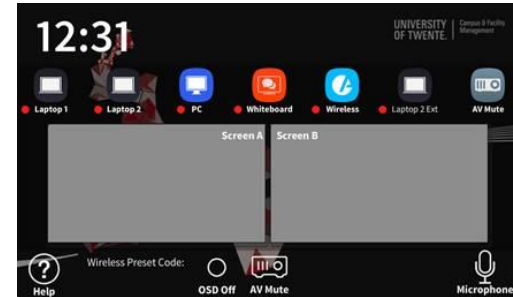 12:31
UNIVERSITY OF TWENTE.
Campus & Facility Management
Laptop 1
Laptop 2
PC
Whiteboard
Wireless
Laptop 2 Ext
AV Mute
Screen A
Screen B
Wireless Preset Code:
Help
OSD Off
AV Mute
Microphone